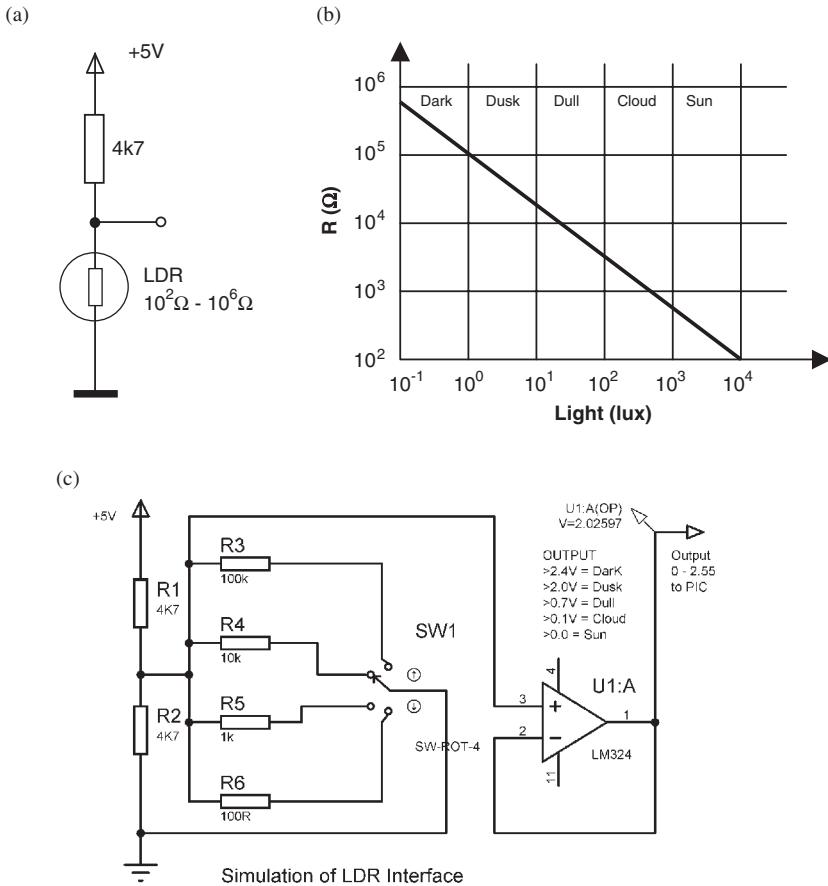 (a)
+5V
4k7
LDR
10²Ω - 10⁶Ω
(b)
R (Ω)
10⁶
10⁵
10⁴
10³
10²
Dark Dusk Dull Cloud Sun
10⁻¹ 10⁰ 10¹ 10² 10³ 10⁴
Light (lux)
(c)
+5V
R1
4K7
R2
4K7
R3
100k
R4
10k
R5
1k
R6
100R
SW1
SW-ROT-4
U1:A(OP)
V=2.02597
OUTPUT
>2.4V = DarK
>2.0V = Dusk
>0.7V = Dull
>0.1V = Cloud
>0.0 = Sun
Output
0 - 2.55
to PIC
U1:A
4
3
+
2
−
1
11
LM324
Simulation of LDR Interface